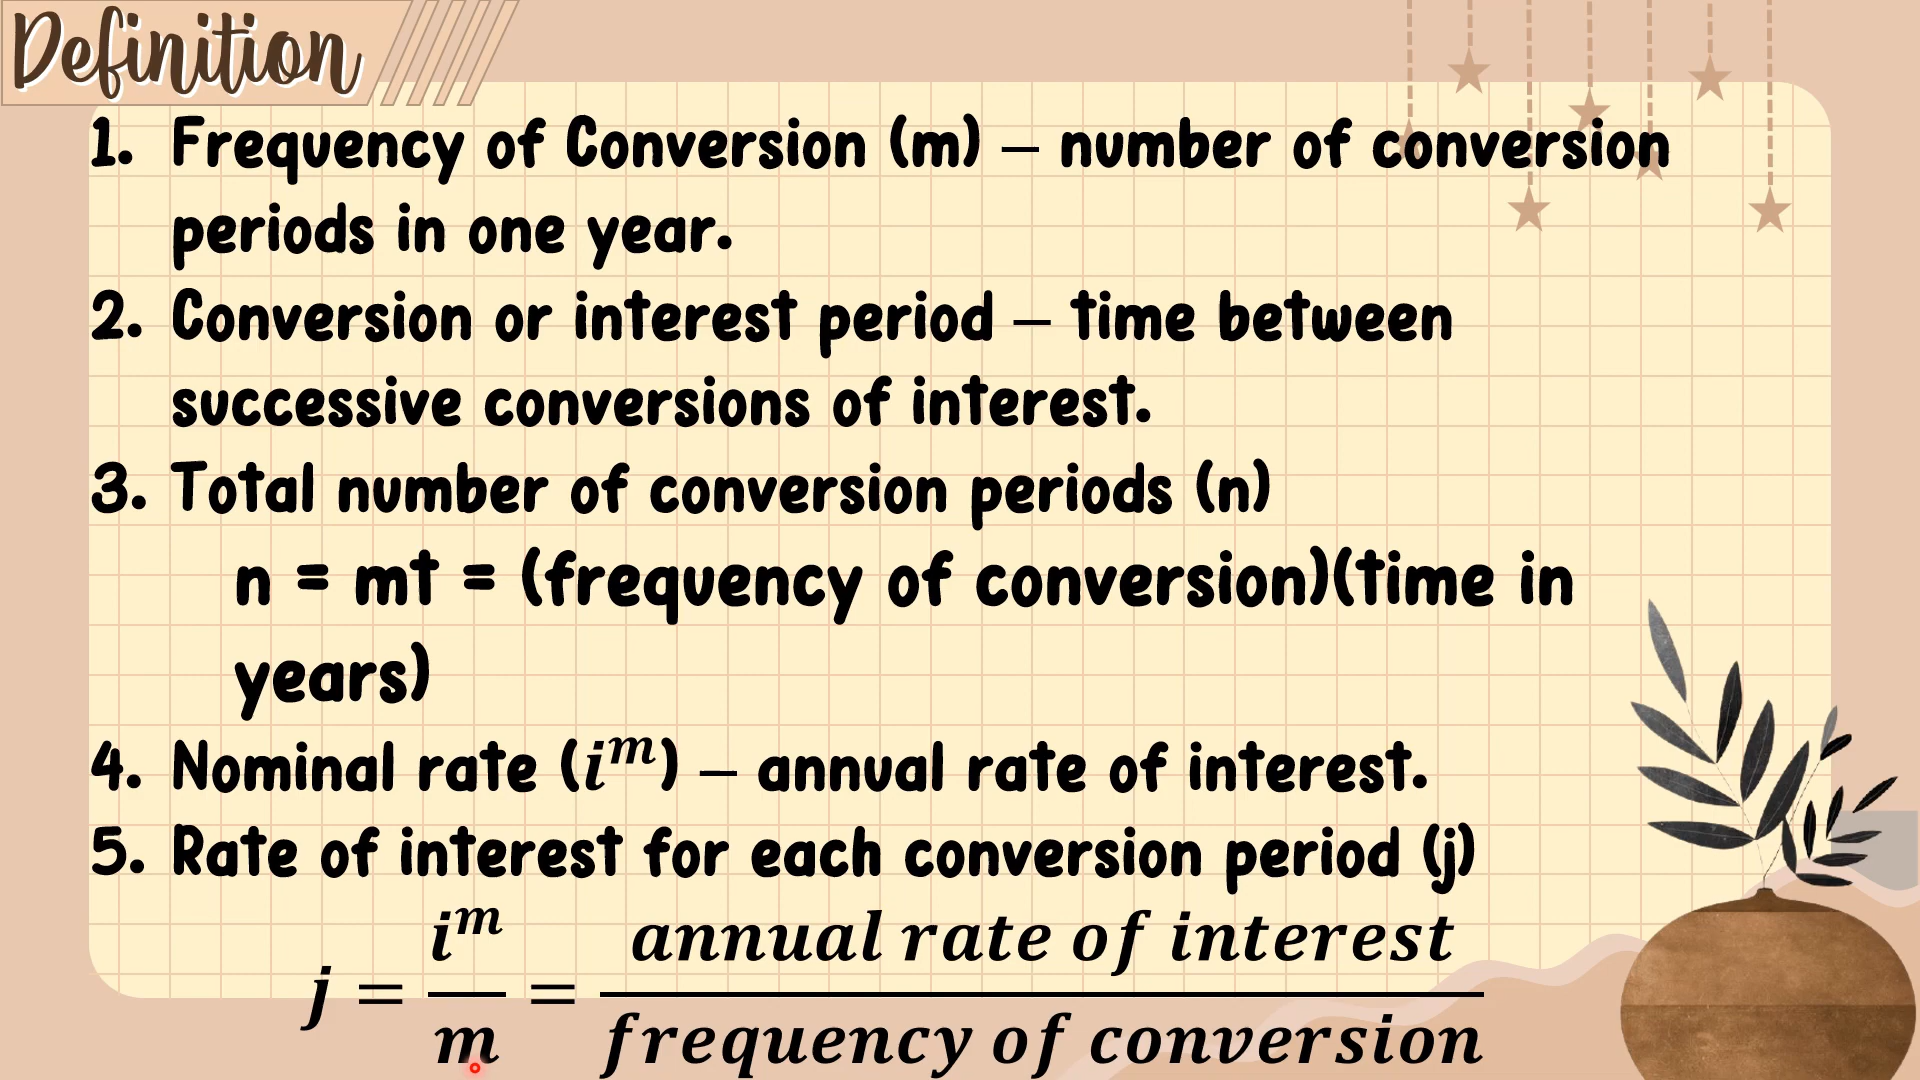 Definition
1. Frequency of Conversion (m) – number of conversion
periods in one year.
2. Conversion or interest period – time between
successive conversions of interest.
3. Total number of conversion periods (n)
n = mt = (frequency of conversion)(time in
years)
4. Nominal rate (i^m) – annual rate of interest.
5. Rate of interest for each conversion period (j)
j = i^m / m = annual rate of interest / frequency of conversion